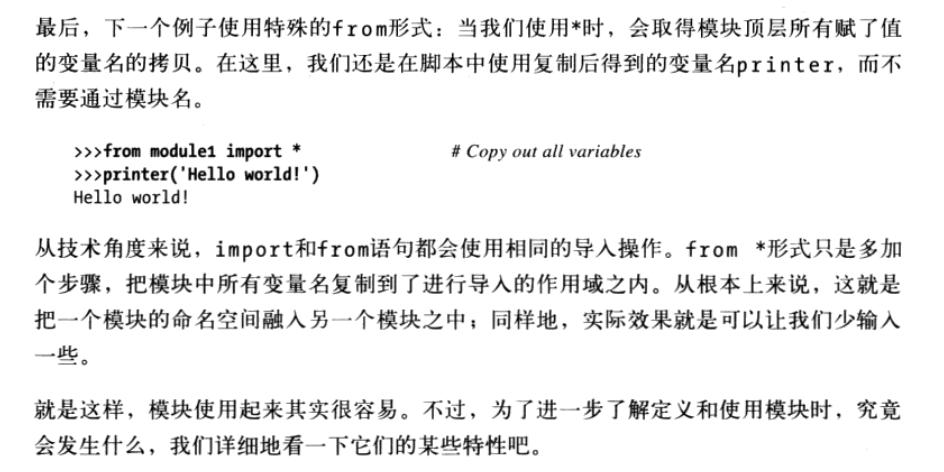 最后，下一个例子使用特殊的from形式：当我们使用*时，会取得模块顶层所有赋了值
的变量名的拷贝。在这里，我们还是在脚本中使用复制后得到的变量名printer，而不
需要通过模块名。
>>>from module1 import * # Copy out all variables
>>>printer('Hello world!')
Hello world!
从技术角度来说，import和from语句都会使用相同的导入操作。from *形式只是多加
个步骤，把模块中所有变量名复制到了进行导入的作用域之内。从根本上来说，这就是
把一个模块的命名空间融入另一个模块之中；同样地，实际效果就是可以让我们少输入
一些。
就是这样，模块使用起来其实很容易。不过，为了进一步了解定义和使用模块时，究竟
会发生什么，我们详细地看一下它们的某些特性吧。